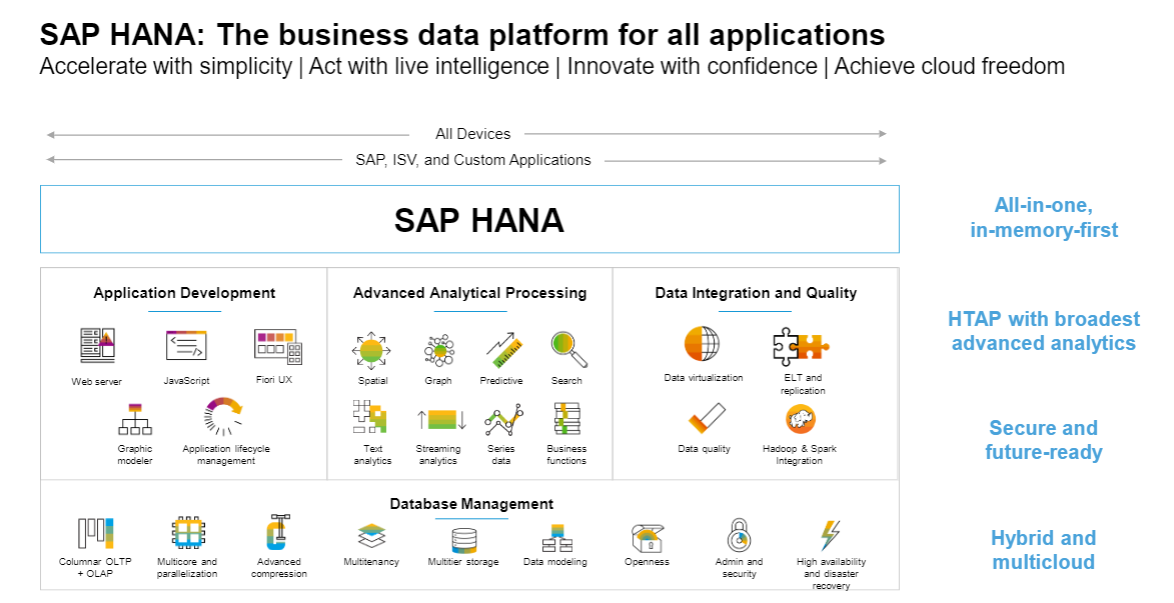 SAP HANA: The business data platform for all applications
Accelerate with simplicity | Act with live intelligence | Innovate with confidence | Achieve cloud freedom
All Devices
SAP, ISV, and Custom Applications
SAP HANA
All-in-one,
in-memory-first
Application Development
Web server
JavaScript
Fiori UX
Graphic
modeler
Application lifecycle
management
Advanced Analytical Processing
Spatial
Graph
Predictive
Search
Text
analytics
Streaming
analytics
Series
data
Business
functions
Data Integration and Quality
Data virtualization
ELT and
replication
Data quality
Hadoop & Spark
Integration
HTAP with broadest
advanced analytics
Secure and
future-ready
Database Management
Columnar OLTP
+ OLAP
Multicore and
parallelization
Advanced
compression
Multitenancy
Multitier storage
Data modeling
Openness
Admin and
security
High availability
and disaster
recovery
Hybrid and
multicloud